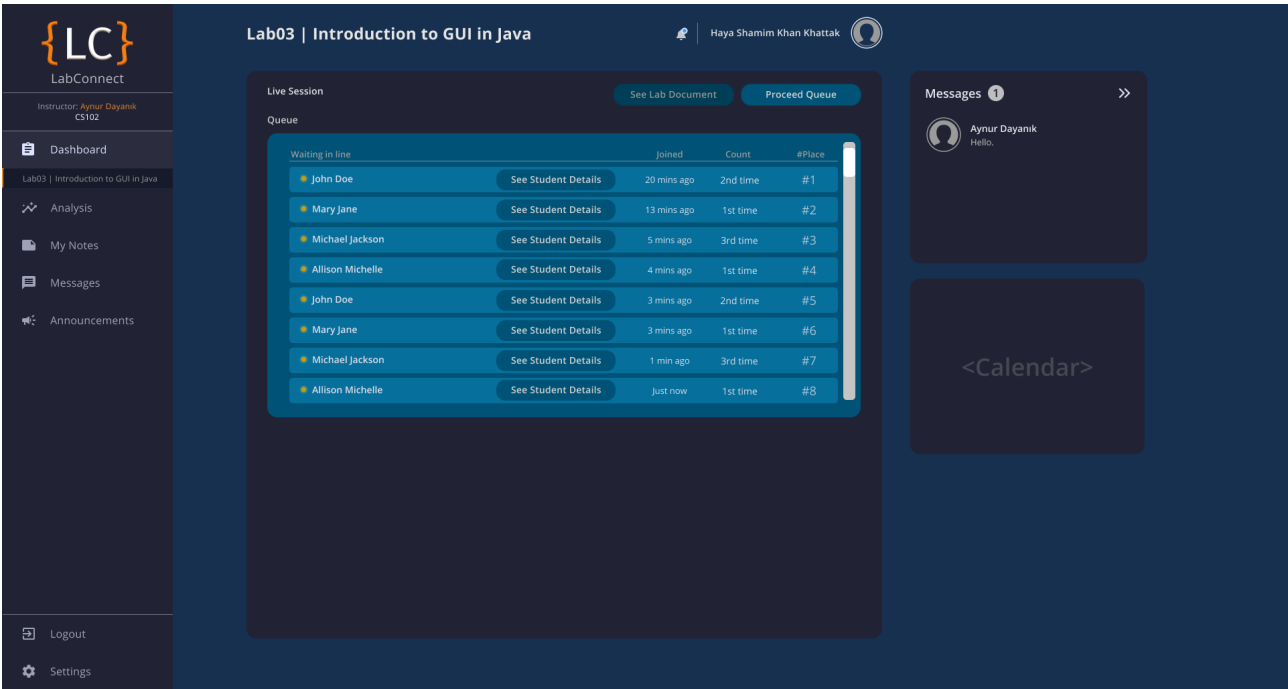 {LC}
LabConnect
Instructor: Aynur Dayanık
CS102
Dashboard
Lab03 | Introduction to GUI in Java
Analysis
My Notes
Messages
Announcements
Logout
Settings
Lab03 | Introduction to GUI in Java
Haya Shamim Khan Khattak
Live Session
See Lab Document
Proceed Queue
Queue
Waiting in line Joined Count #Place
John Doe See Student Details 20 mins ago 2nd time #1
Mary Jane See Student Details 13 mins ago 1st time #2
Michael Jackson See Student Details 5 mins ago 3rd time #3
Allison Michelle See Student Details 4 mins ago 1st time #4
John Doe See Student Details 3 mins ago 2nd time #5
Mary Jane See Student Details 3 mins ago 1st time #6
Michael Jackson See Student Details 1 min ago 3rd time #7
Allison Michelle See Student Details Just now 1st time #8
Messages 1
Aynur Dayanık
Hello.
<Calendar>